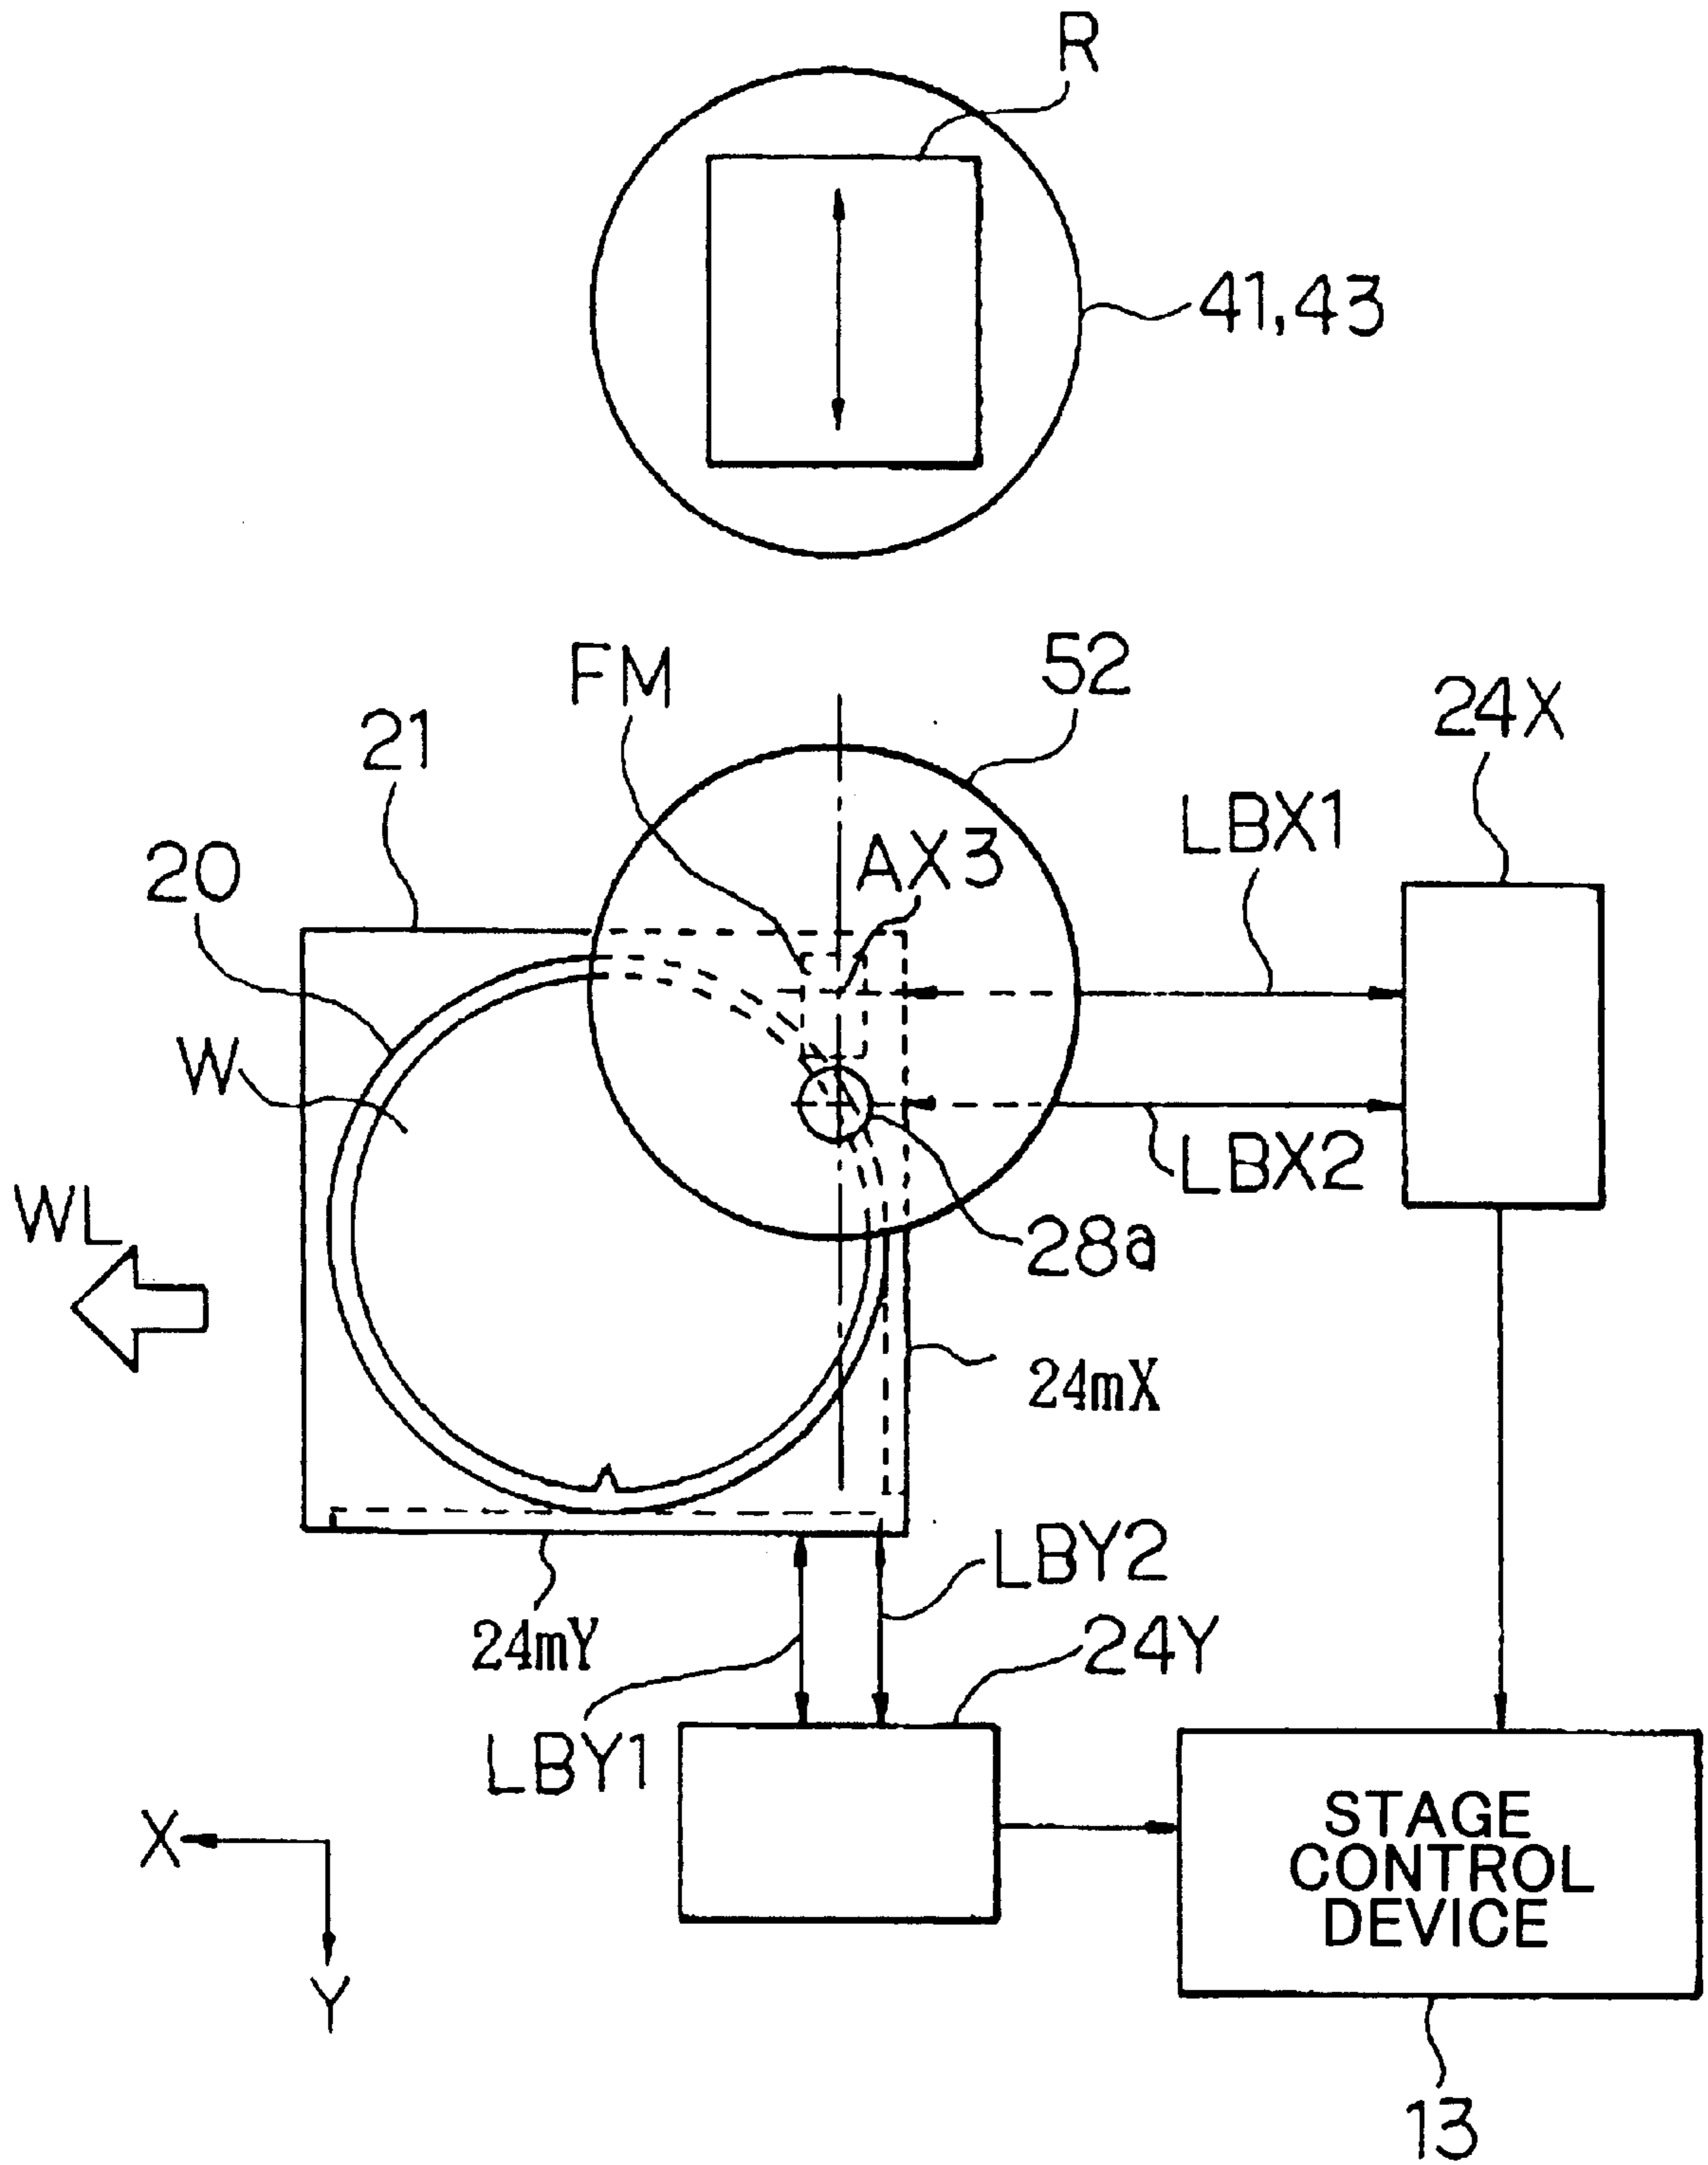 R
41,43
FM
52
24X
21
LBX1
20
AX3
W
LBX2
WL
28a
24mX
LBY2
24mY
24Y
LBY1
X
STAGE
CONTROL
DEVICE
Y
13